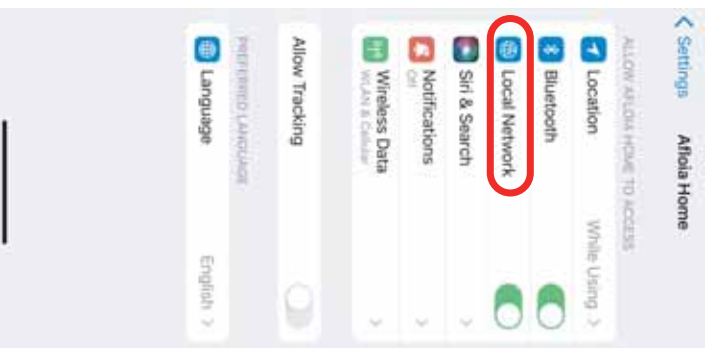 Settings
Afloia Home
ALLOW AFLOIA HOME TO ACCESS
Location
While Using
Bluetooth
Local Network
Siri & Search
Notifications
Off
Wireless Data
WLAN & Cellular
Allow Tracking
PREFERRED LANGUAGE
Language
English